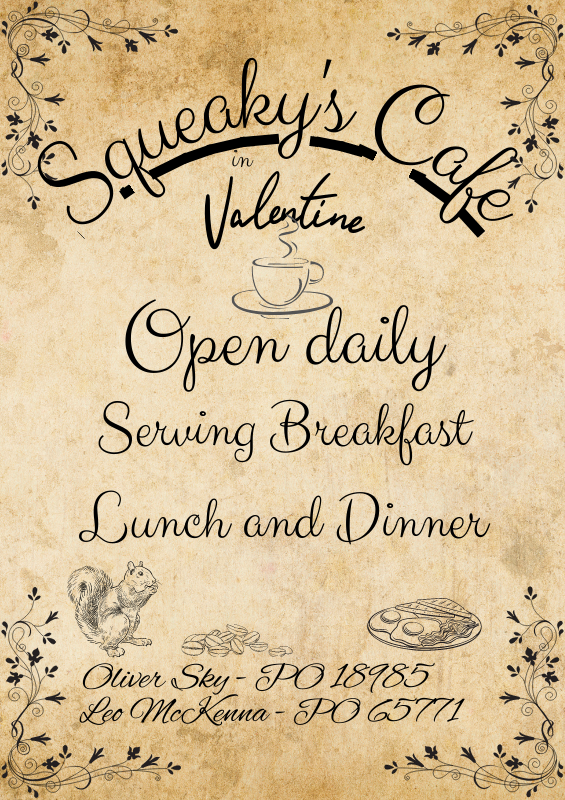 Squeaky's Cafe
in
Valentine
Open daily
Serving Breakfast
Lunch and Dinner
Oliver Sky - PO 18985
Leo McKenna - PO 65771